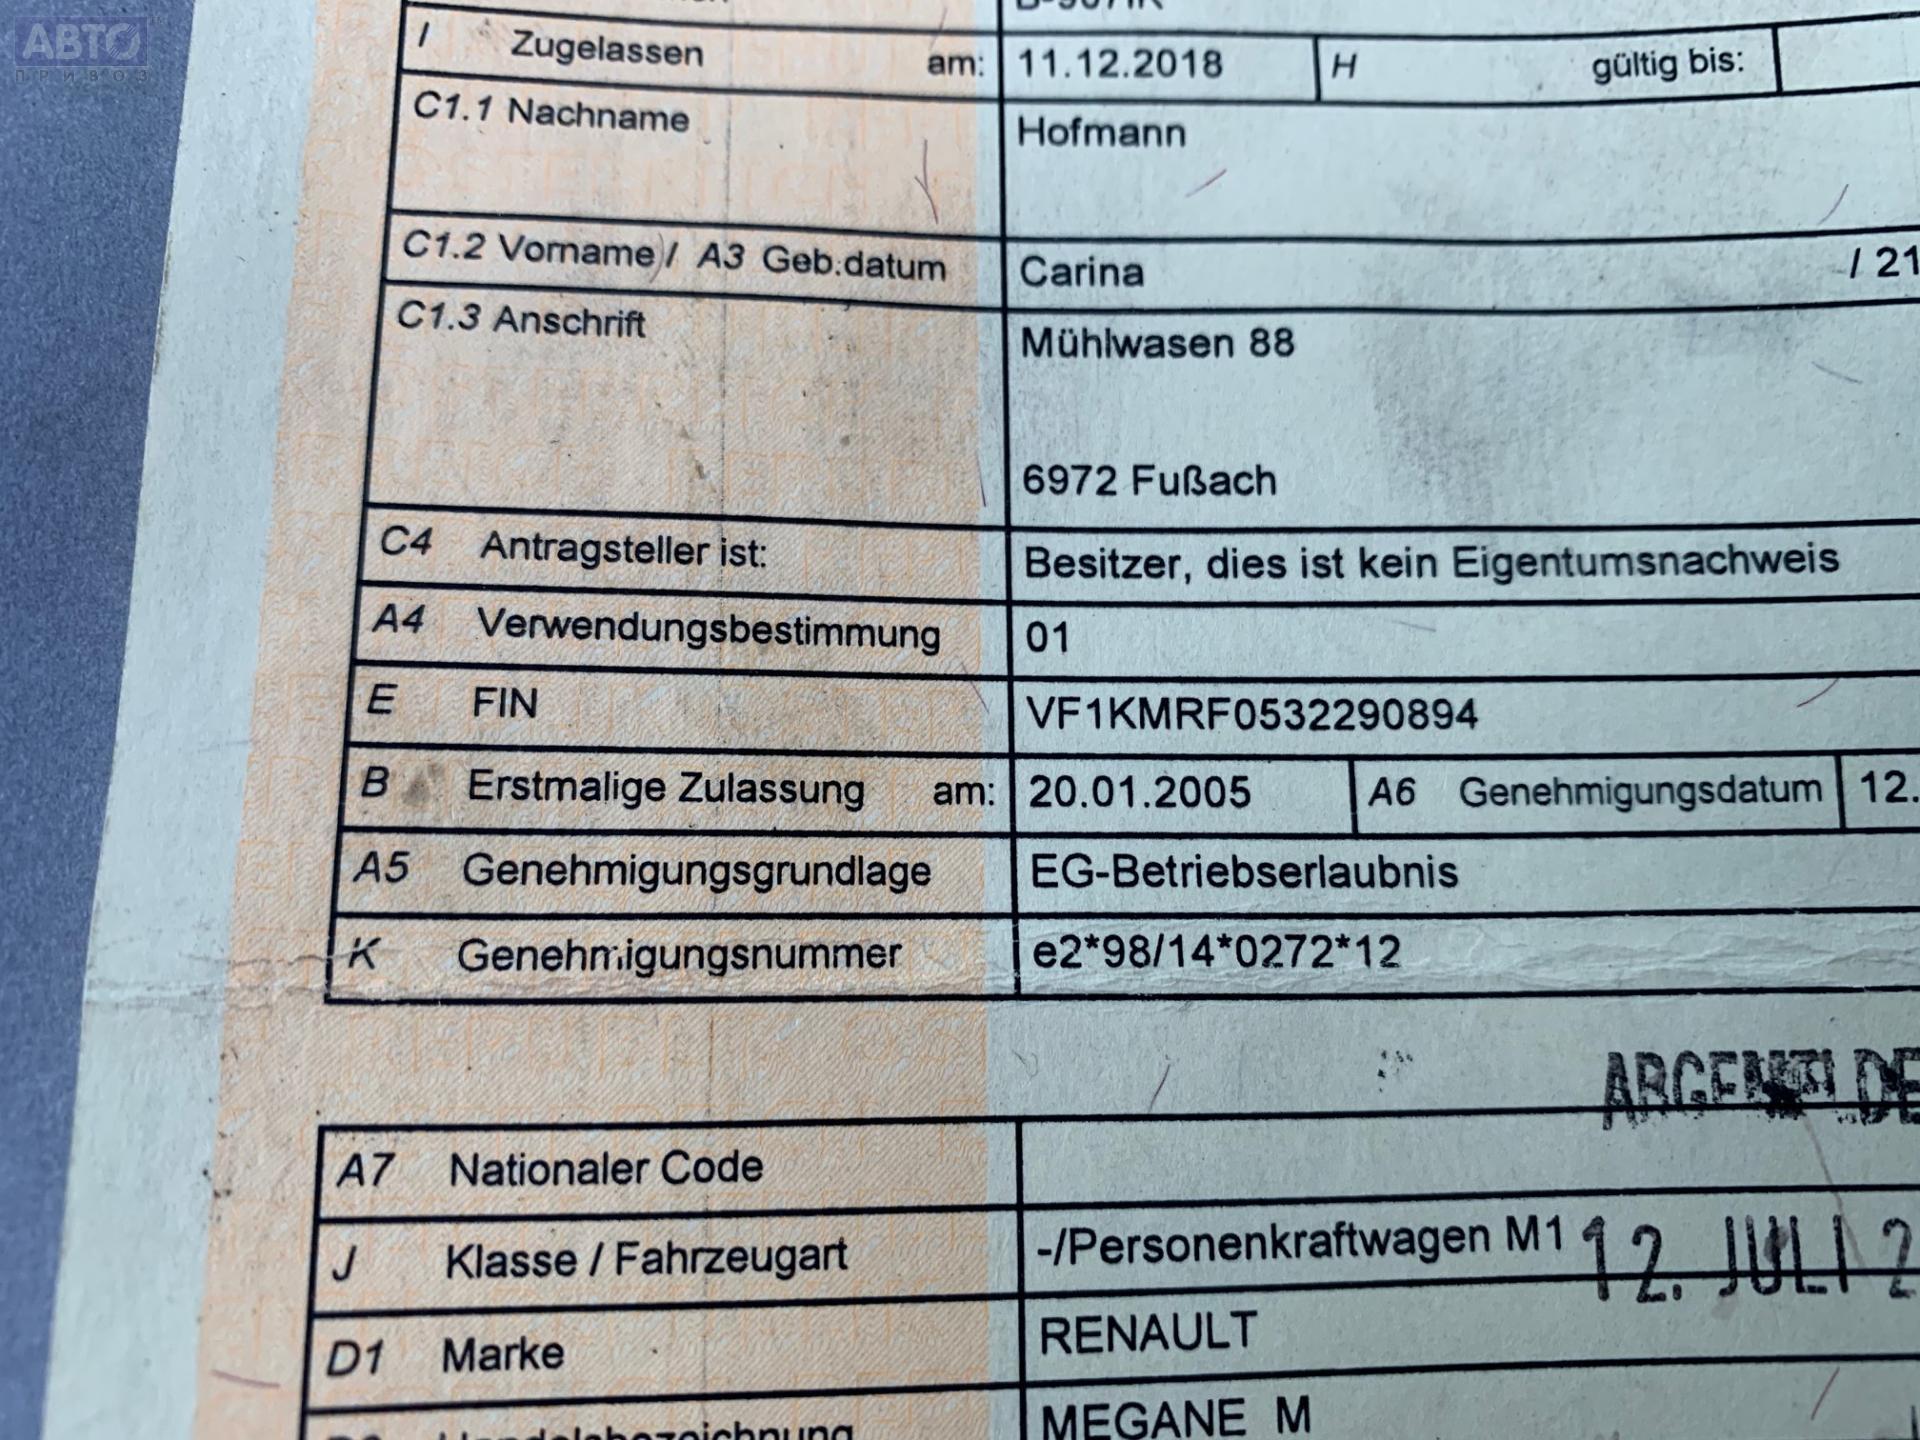 АВТО
ПРИВОЗ
I Zugelassen am: 11.12.2018 H gültig bis:
C1.1 Nachname Hofmann
C1.2 Vorname / A3 Geb.datum Carina / 21
C1.3 Anschrift Mühlwasen 88
6972 Fußach
C4 Antragsteller ist: Besitzer, dies ist kein Eigentumsnachweis
A4 Verwendungsbestimmung 01
E FIN VF1KMRF0532290894
B Erstmalige Zulassung am: 20.01.2005 A6 Genehmigungsdatum 12.
A5 Genehmigungsgrundlage EG-Betriebserlaubnis
K Genehmigungsnummer e2*98/14*0272*12
A7 Nationaler Code
J Klasse / Fahrzeugart -/Personenkraftwagen M1 12. JULI 2
D1 Marke RENAULT
Handelsbezeichnung MEGANE M